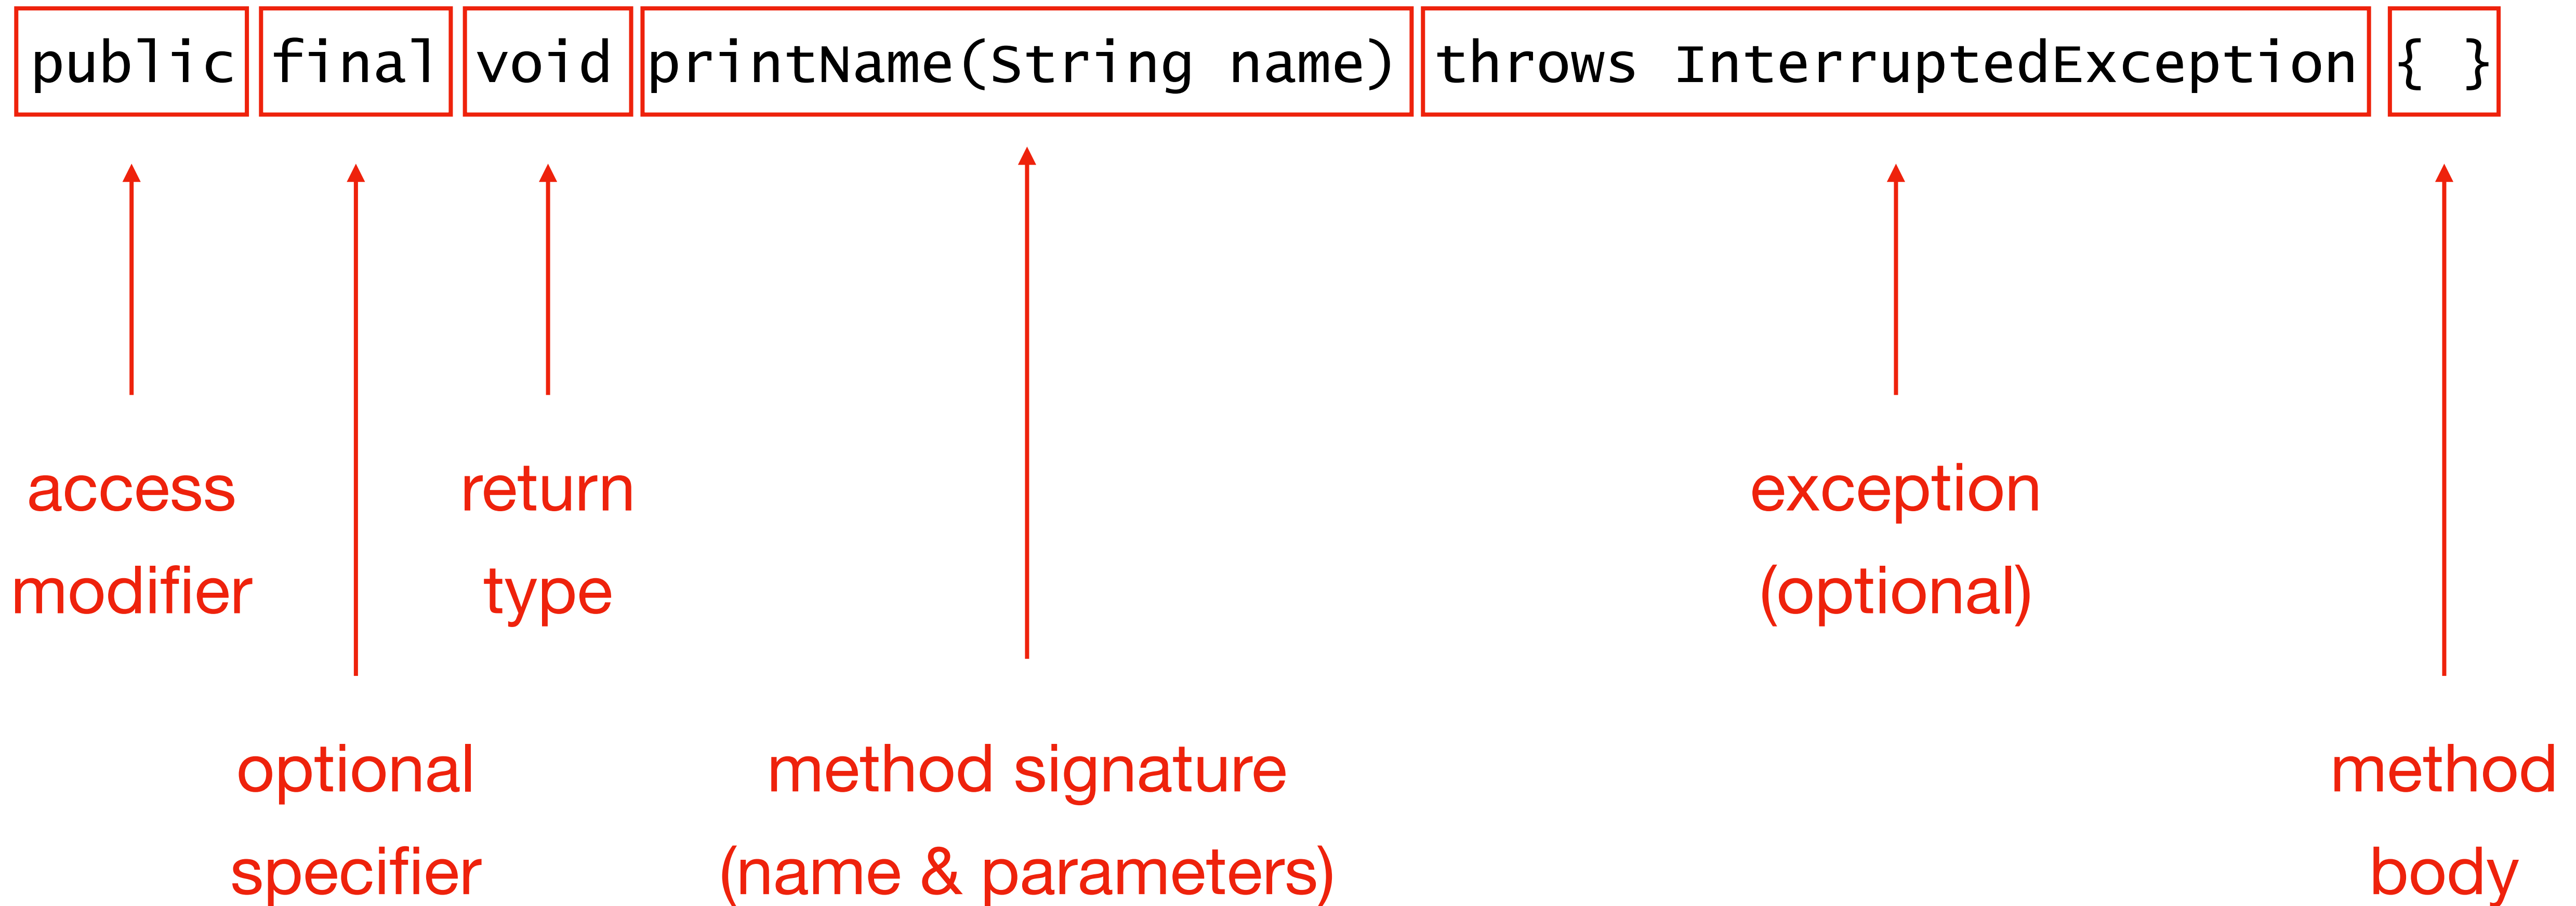 public final void printName(String name) throws InterruptedException { }
access
modifier
return
type
exception
(optional)
optional
specifier
method signature
(name & parameters)
method
body